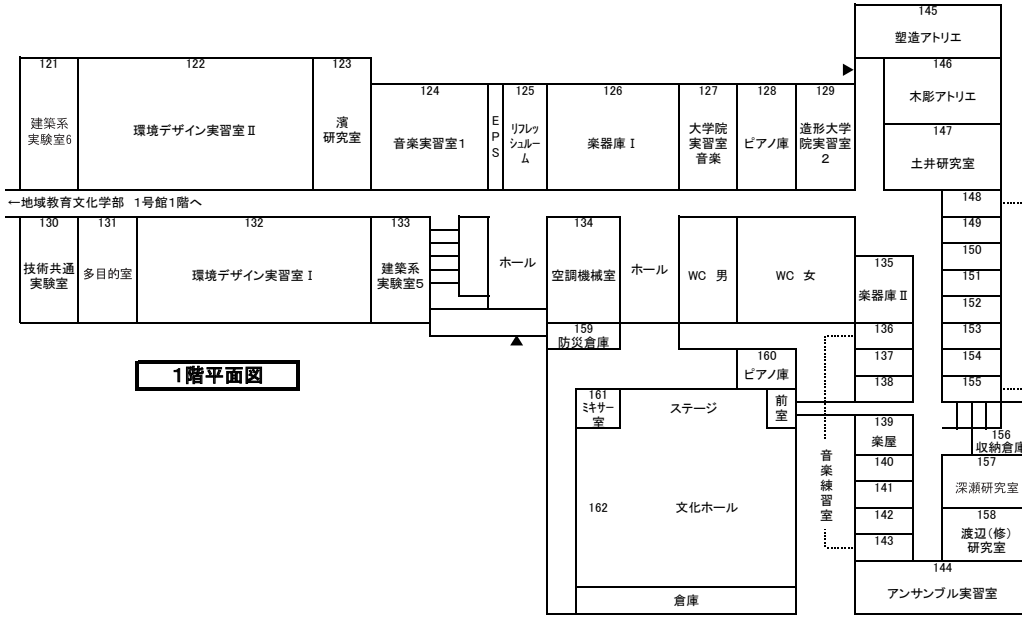 145
塑造アトリエ
121
122
123
146
建築系
実験室6
環境デザイン実習室Ⅱ
濱
研究室
124
音楽実習室1
E
P
S
125
リフレッ
シュルー
ム
126
楽器庫Ⅰ
127
大学院
実習室
音楽
128
ピアノ庫
129
造形大学
院実習室
2
木彫アトリエ
147
土井研究室
←地域教育文化学部 1号館1階へ
148
130
技術共通
実験室
131
多目的室
132
環境デザイン実習室Ⅰ
133
建築系
実験室5
ホール
134
空調機械室
ホール
WC 男
WC 女
135
楽器庫Ⅱ
149
150
151
152
153
154
155
136
137
138
159
防災倉庫
160
ピアノ庫
1階平面図
161
ミキサー
室
ステージ
前
室
139
楽屋
140
141
142
143
音
楽
練
習
室
156
収納倉庫
157
深瀬研究室
158
渡辺(修)
研究室
162
文化ホール
倉庫
144
アンサンブル実習室